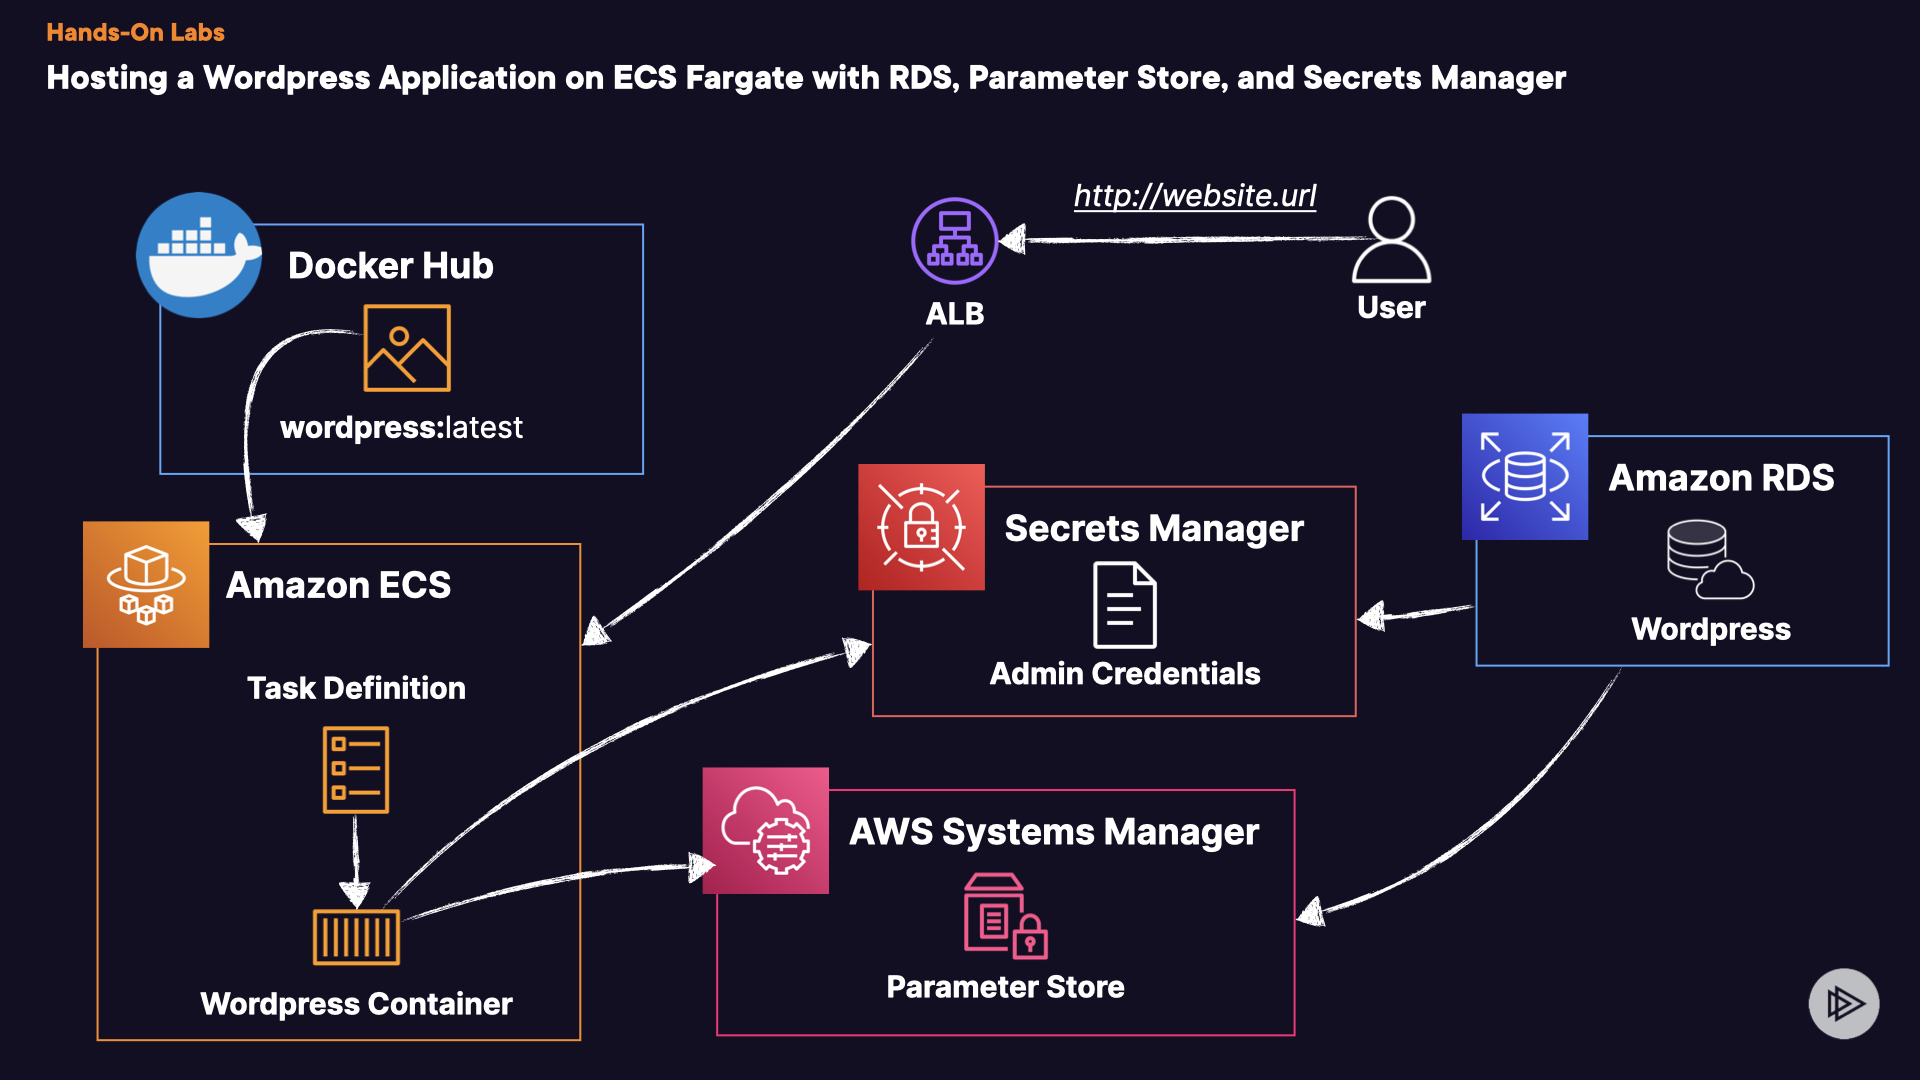 Hands-On Labs
Hosting a Wordpress Application on ECS Fargate with RDS, Parameter Store, and Secrets Manager
Docker Hub
wordpress:latest
http://website.url
ALB
User
Amazon ECS
Task Definition
Wordpress Container
Secrets Manager
Admin Credentials
Amazon RDS
Wordpress
AWS Systems Manager
Parameter Store